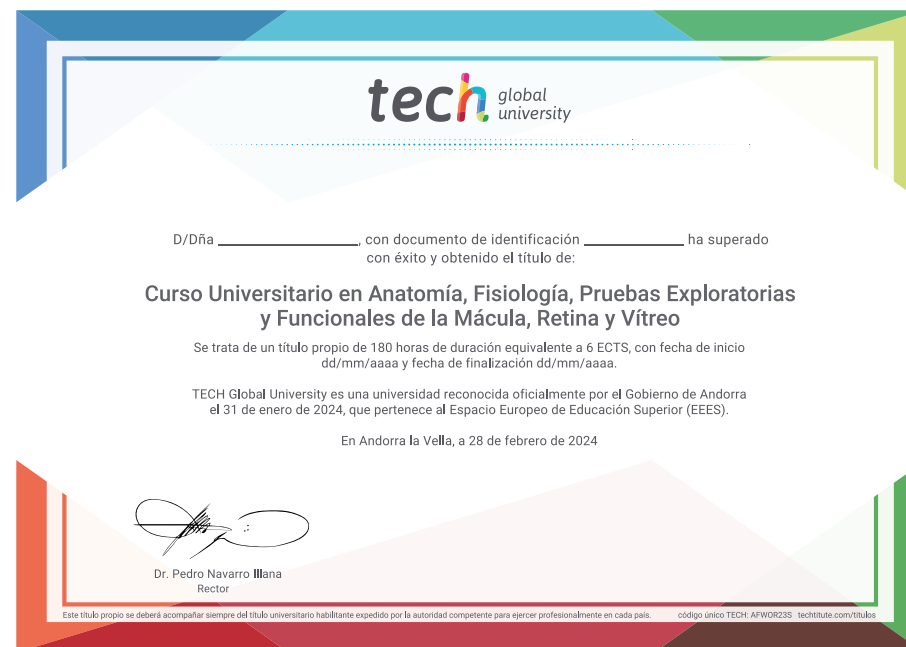 tech global university
D/Dña ____________________, con documento de identificación ______________ ha superado
con éxito y obtenido el título de:
Curso Universitario en Anatomía, Fisiología, Pruebas Exploratorias
y Funcionales de la Mácula, Retina y Vítreo
Se trata de un título propio de 180 horas de duración equivalente a 6 ECTS, con fecha de inicio
dd/mm/aaaa y fecha de finalización dd/mm/aaaa.
TECH Global University es una universidad reconocida oficialmente por el Gobierno de Andorra
el 31 de enero de 2024, que pertenece al Espacio Europeo de Educación Superior (EEES).
En Andorra la Vella, a 28 de febrero de 2024
Dr. Pedro Navarro Illana
Rector
Este título propio se deberá acompañar siempre del título universitario habilitante expedido por la autoridad competente para ejercer profesionalmente en cada país. código único TECH: AFWOR23S techtitute.com/titulos